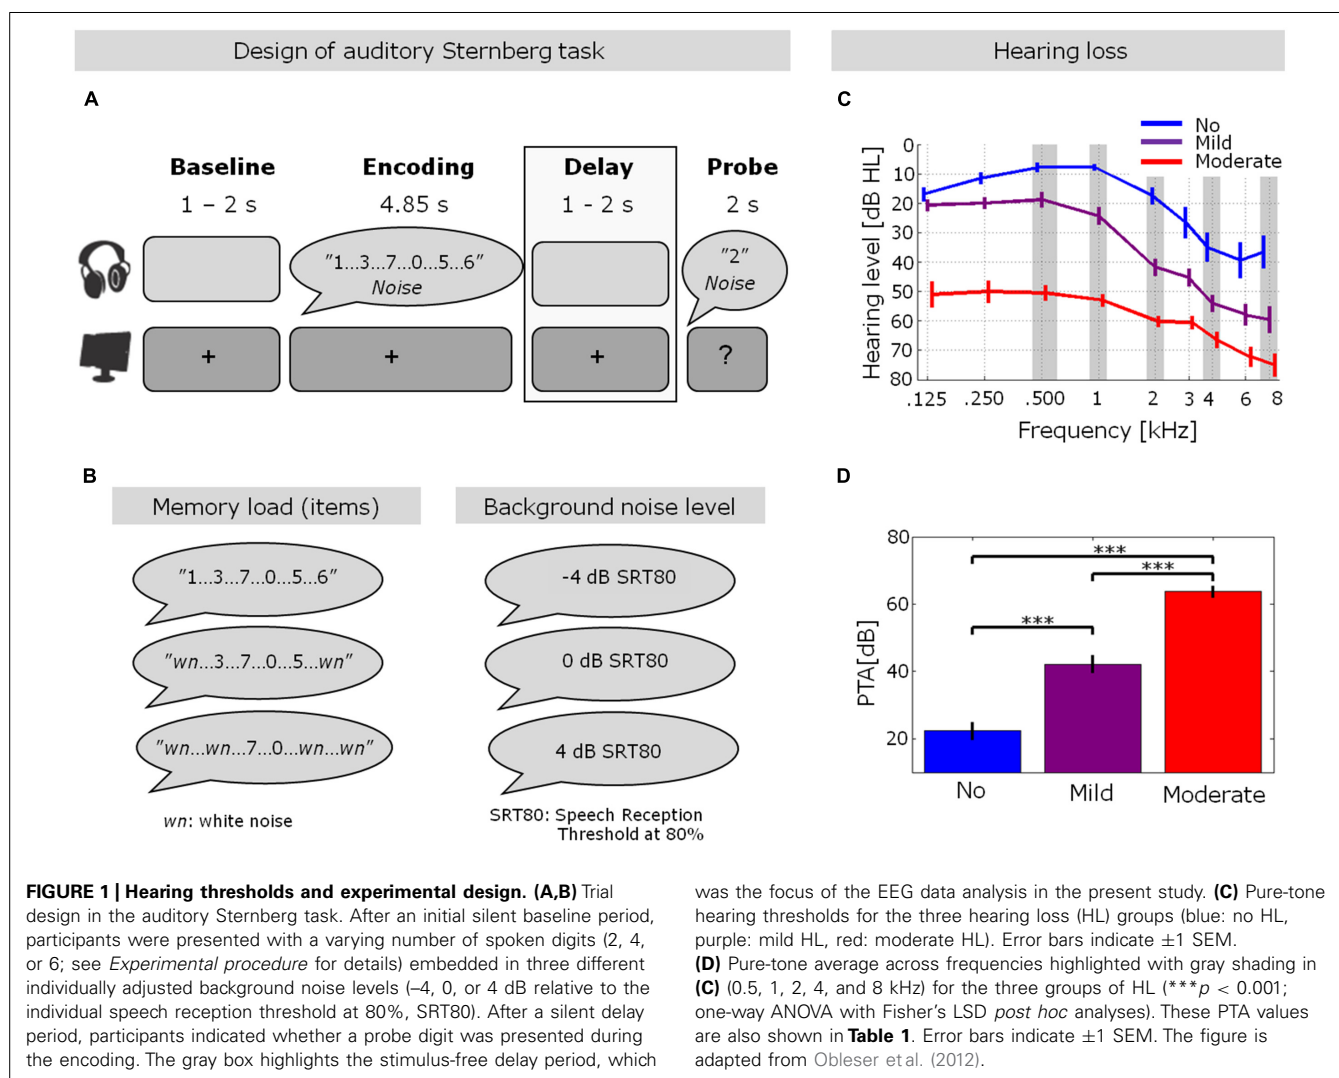 Design of auditory Sternberg task
Hearing loss
A
Baseline
Encoding
Delay
Probe
1 – 2 s
4.85 s
1 - 2 s
2 s
"1...3...7...0...5...6"
Noise
"2"
Noise
+
+
+
?
B
Memory load (items)
Background noise level
"1...3...7...0...5...6"
"wn...3...7...0...5...wn"
"wn...wn...7...0...wn...wn"
wn: white noise
-4 dB SRT80
0 dB SRT80
4 dB SRT80
SRT80: Speech Reception
Threshold at 80%
C
No
Mild
Moderate
Hearing level [dB HL]
0
10
20
30
40
50
60
70
80
.125
.250
.500
1
2
3
4
6
8
Frequency [kHz]
D
PTA[dB]
80
60
40
20
***
***
***
No
Mild
Moderate
FIGURE 1 | Hearing thresholds and experimental design. (A,B) Trial
design in the auditory Sternberg task. After an initial silent baseline period,
participants were presented with a varying number of spoken digits (2, 4,
or 6; see Experimental procedure for details) embedded in three different
individually adjusted background noise levels (–4, 0, or 4 dB relative to the
individual speech reception threshold at 80%, SRT80). After a silent delay
period, participants indicated whether a probe digit was presented during
the encoding. The gray box highlights the stimulus-free delay period, which
was the focus of the EEG data analysis in the present study. (C) Pure-tone
hearing thresholds for the three hearing loss (HL) groups (blue: no HL,
purple: mild HL, red: moderate HL). Error bars indicate ±1 SEM.
(D) Pure-tone average across frequencies highlighted with gray shading in
(C) (0.5, 1, 2, 4, and 8 kHz) for the three groups of HL (***p < 0.001;
one-way ANOVA with Fisher's LSD post hoc analyses). These PTA values
are also shown in Table 1. Error bars indicate ±1 SEM. The figure is
adapted from Obleser et al. (2012).